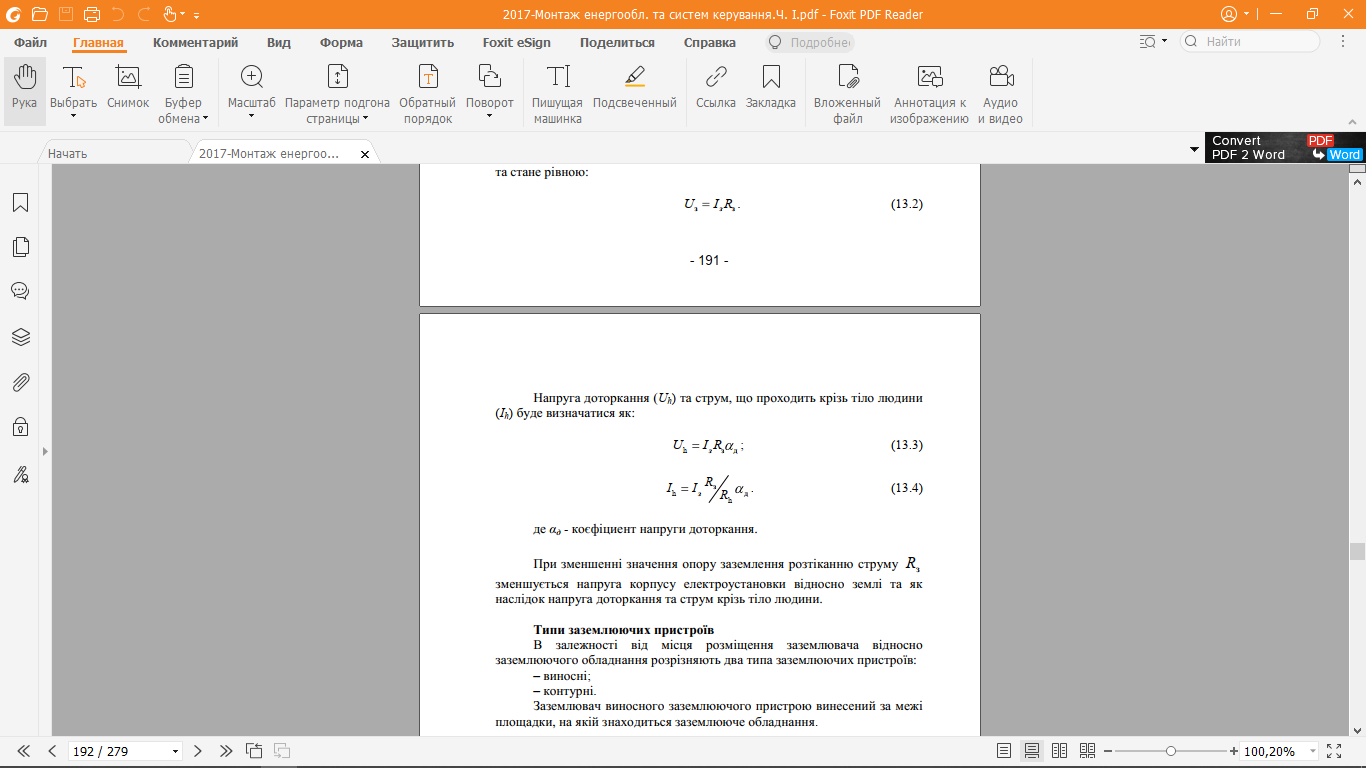 2017-Монтаж енергообл. та систем керування.Ч. I.pdf - Foxit PDF Reader
Файл Главная Комментарий Вид Форма Защитить Foxit eSign Поделиться Справка Подробнее Найти
Рука Выбрать Снимок Буфер обмена Масштаб Параметр подгона страницы Обратный порядок Поворот Пишущая машинка Подсвеченный Ссылка Закладка Вложенный файл Аннотация к изображению Аудио и видео
Начать 2017-Монтаж енергоо...
Convert PDF
PDF 2 Word Word
та стане рівною:
Uз = IзRз. (13.2)
- 191 -
Напруга доторкання (Uh) та струм, що проходить крізь тіло людини
(Ih) буде визначатися як:
Uh = IзRзαд; (13.3)
Ih = Iз Rз/Rh αд. (13.4)
де αд - коєфіциент напруги доторкання.
При зменшенні значення опору заземлення розтіканню струму Rз
зменшується напруга корпусу електроустановки відносно землі та як
наслідок напруга доторкання та струм крізь тіло людини.
Типи заземлюючих пристроїв
В залежності від місця розміщення заземлювача відносно
заземлюючого обладнання розрізняють два типа заземлюючих пристроїв:
– виносні;
– контурні.
Заземлювач виносного заземлюючого пристрою винесений за межі
площадки, на якій знаходиться заземлююче обладнання.
192 / 279 100,20%